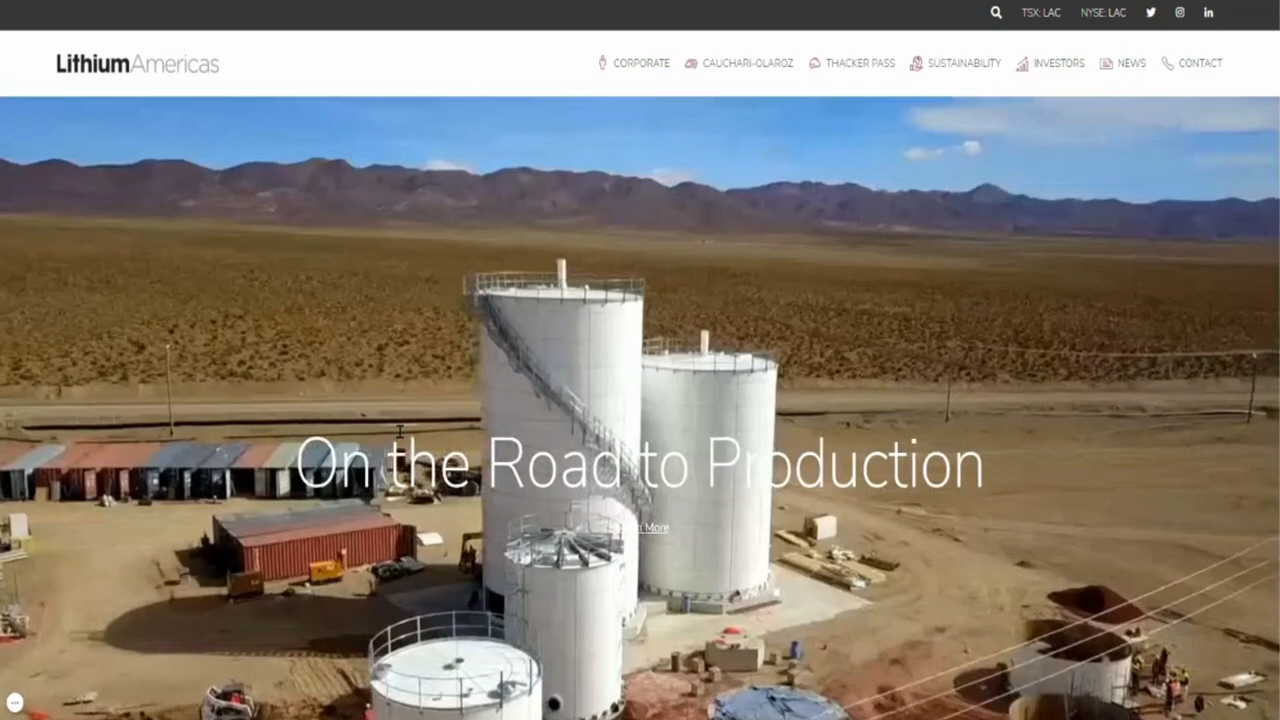 TSX: LAC NYSE: LAC
LithiumAmericas CORPORATE CAUCHARI-OLAROZ THACKER PASS SUSTAINABILITY INVESTORS NEWS CONTACT
On the Road to Production
More